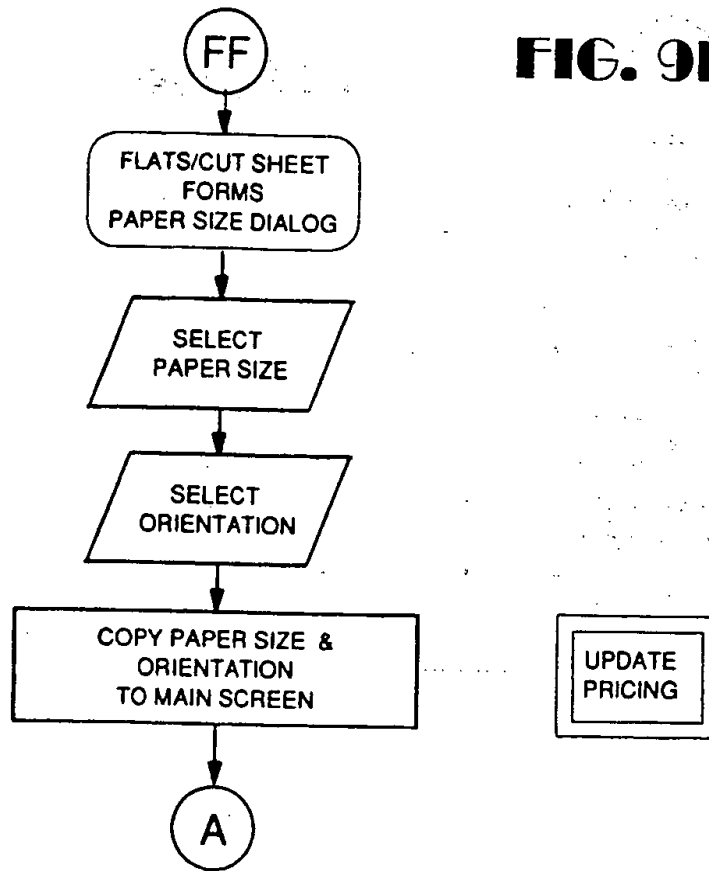 FF
FIG. 9
FLATS/CUT SHEET
FORMS
PAPER SIZE DIALOG
SELECT
PAPER SIZE
SELECT
ORIENTATION
COPY PAPER SIZE &
ORIENTATION
TO MAIN SCREEN
UPDATE
PRICING
A